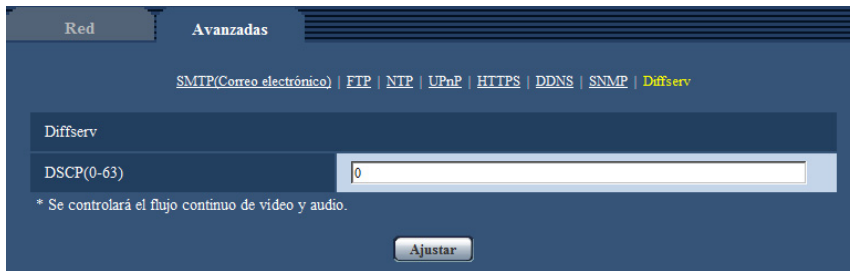 Red Avanzadas
SMTP(Correo electrónico) | FTP | NTP | UPnP | HTTPS | DDNS | SNMP | Diffserv
Diffserv
DSCP(0-63) 0
* Se controlará el flujo continuo de video y audio.
Ajustar